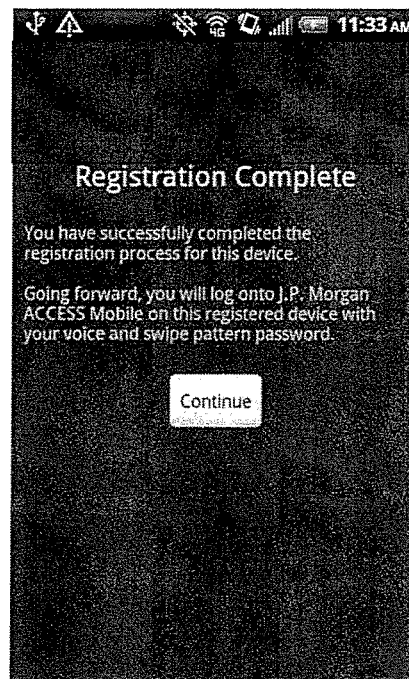 4G 11:33 AM
Registration Complete
You have successfully completed the
registration process for this device.
Going forward, you will log onto J.P. Morgan
ACCESS Mobile on this registered device with
your voice and swipe pattern password.
Continue